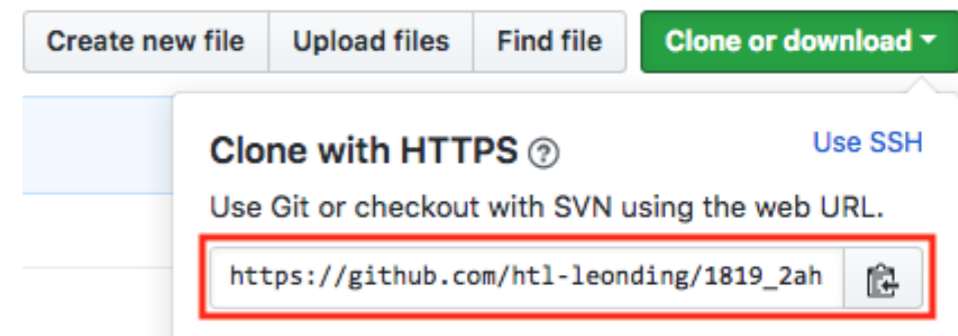 Create new file Upload files Find file Clone or download
Clone with HTTPS Use SSH
Use Git or checkout with SVN using the web URL.
https://github.com/htl-leonding/1819_2ah